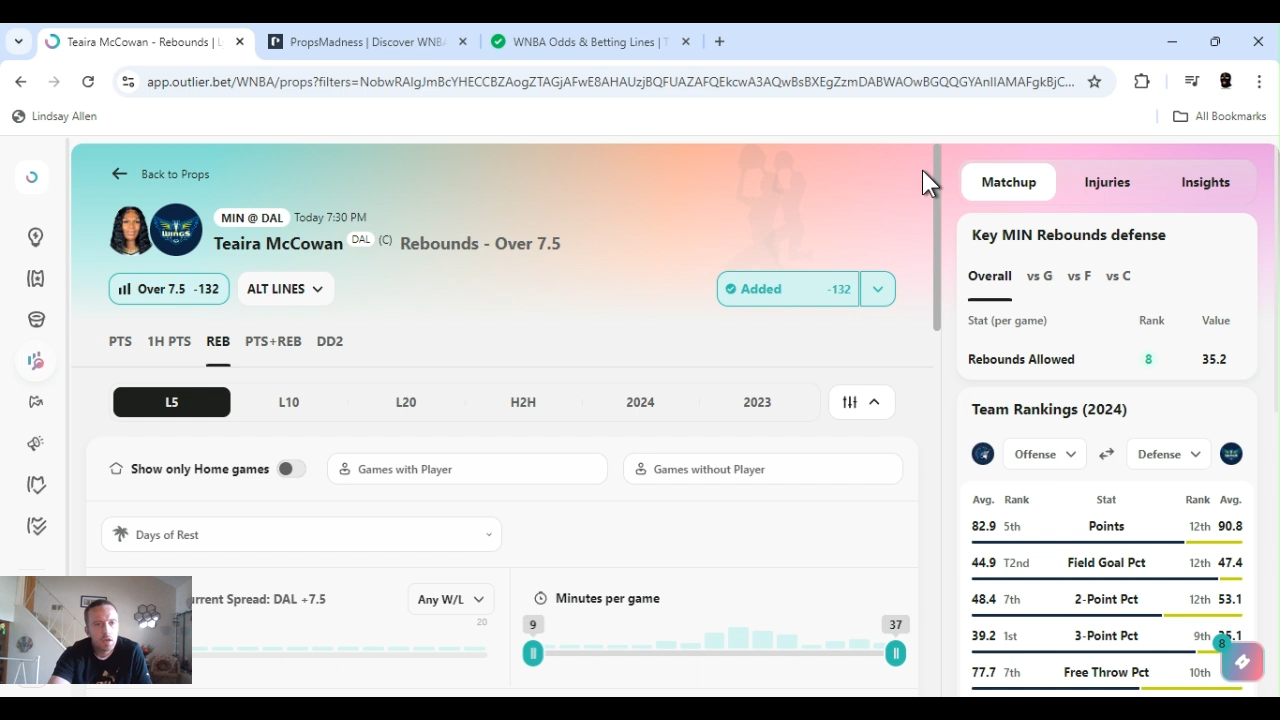 Teaira McCowan - Rebounds | L
PropsMadness | Discover WNB
WNBA Odds & Betting Lines | T
app.outlier.bet/WNBA/props?filters=NobwRAlgJmBcYHECCBZAogZTAGjAFwE8AHAUzjBQFUAZAFQEkcwA3AQwBsBXEgZzmDABWAOwBGQQGYAnIIAMAFgkBjC...
Lindsay Allen
All Bookmarks
Back to Props
MIN @ DAL Today 7:30 PM
WINGS
Teaira McCowan DAL (C) Rebounds - Over 7.5
Over 7.5 -132
ALT LINES
Added -132
PTS 1H PTS REB PTS+REB DD2
L5 L10 L20 H2H 2024 2023
Show only Home games
Games with Player
Games without Player
Days of Rest
rrent Spread: DAL +7.5
Any W/L
20
Minutes per game
9
37
Matchup Injuries Insights
Key MIN Rebounds defense
Overall vs G vs F vs C
Stat (per game) Rank Value
Rebounds Allowed 8 35.2
Team Rankings (2024)
Offense Defense
Avg. Rank Stat Rank Avg.
82.9 5th Points 12th 90.8
44.9 T2nd Field Goal Pct 12th 47.4
48.4 7th 2-Point Pct 12th 53.1
39.2 1st 3-Point Pct 9th 35.1
8
77.7 7th Free Throw Pct 10th